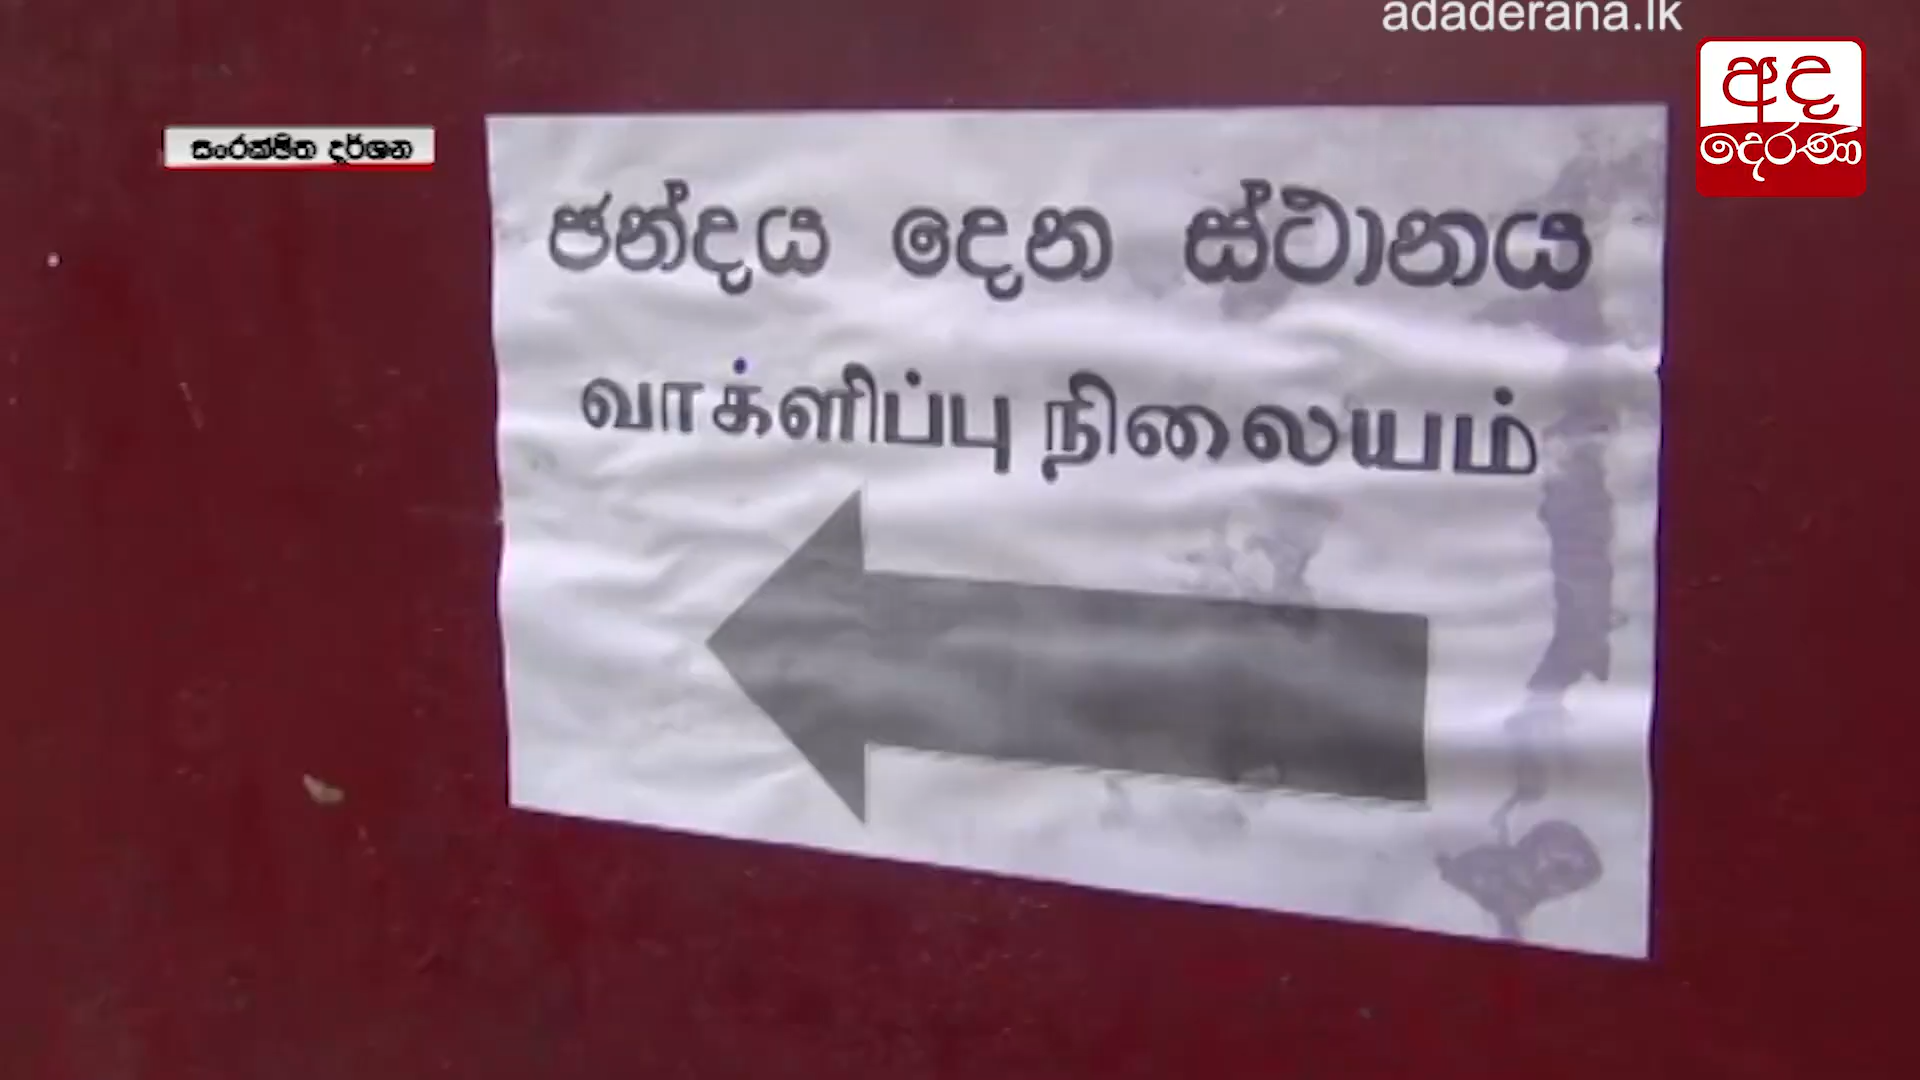 adaderana.lk
අද
දෙරණ
සංරක්ෂිත දර්ශන
ඡන්දය දෙන ස්ථානය
வாக்ளிப்பு நிலையம்